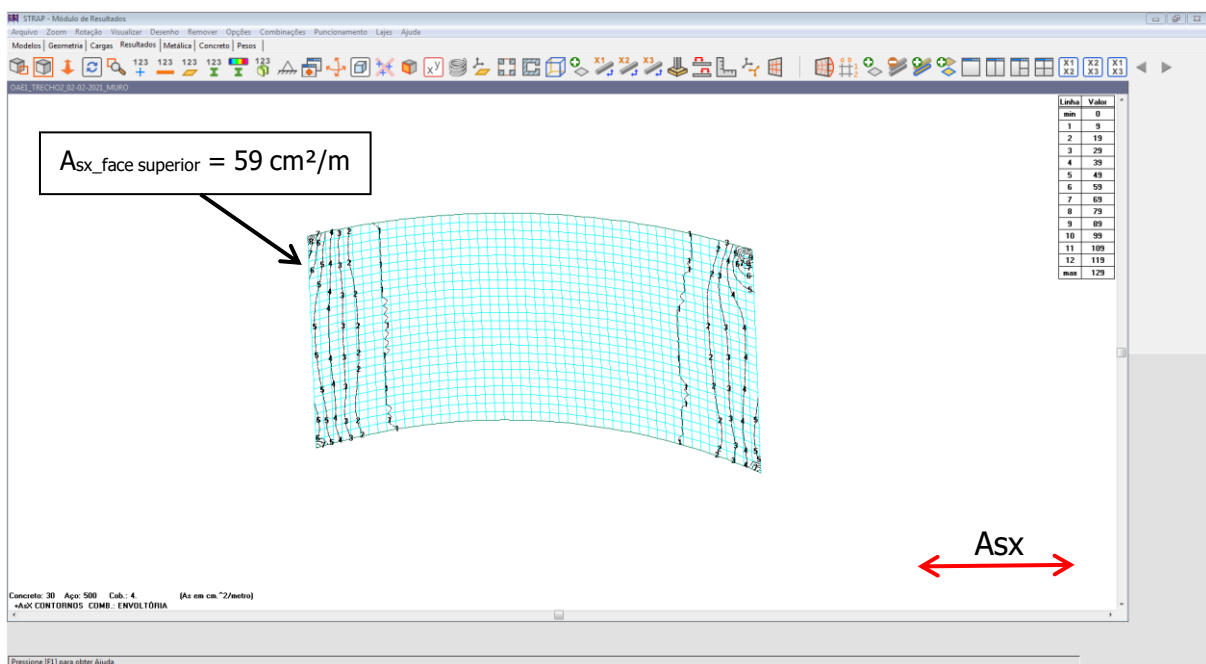 STRAP - Módulo de Resultados
Arquivo Zoom Rotação Visualizar Desenho Remover Opções Combinações Puncionamento Lajes Ajuda
Modelos Geometria Cargas Resultados Metálica Concreto Pesos
OAE1_TRECHO2_02-02-2021_MURO
Linha Valor
min 0
1 9
2 19
3 29
4 39
5 49
6 59
7 69
8 79
9 89
10 99
11 109
12 119
max 129
Asx_face superior = 59 cm²/m
Asx
Concreto: 30 Aço: 500 Cob.: 4. (As em cm.^2/metro)
+AsX CONTORNOS COMB.: ENVOLTÓRIA
Pressione [F1] para obter Ajuda